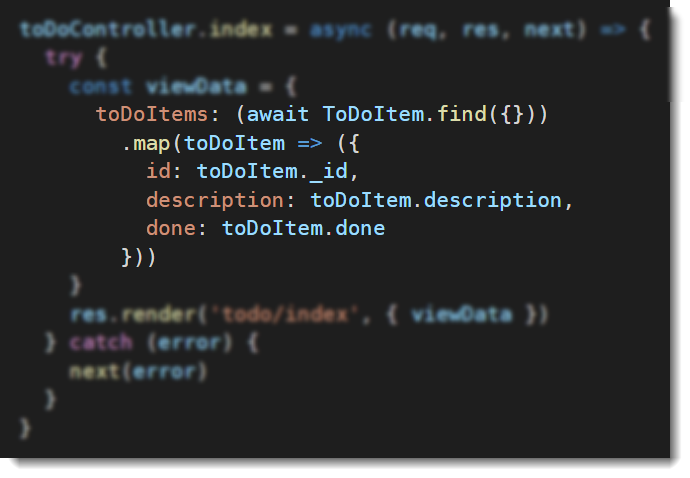 toDoController.index = async (req, res, next) => {
  try {
    const viewData = {
      toDoItems: (await ToDoItem.find({}))
        .map(toDoItem => ({
          id: toDoItem._id,
          description: toDoItem.description,
          done: toDoItem.done
        }))
    }
    res.render('todo/index', { viewData })
  } catch (error) {
    next(error)
  }
}